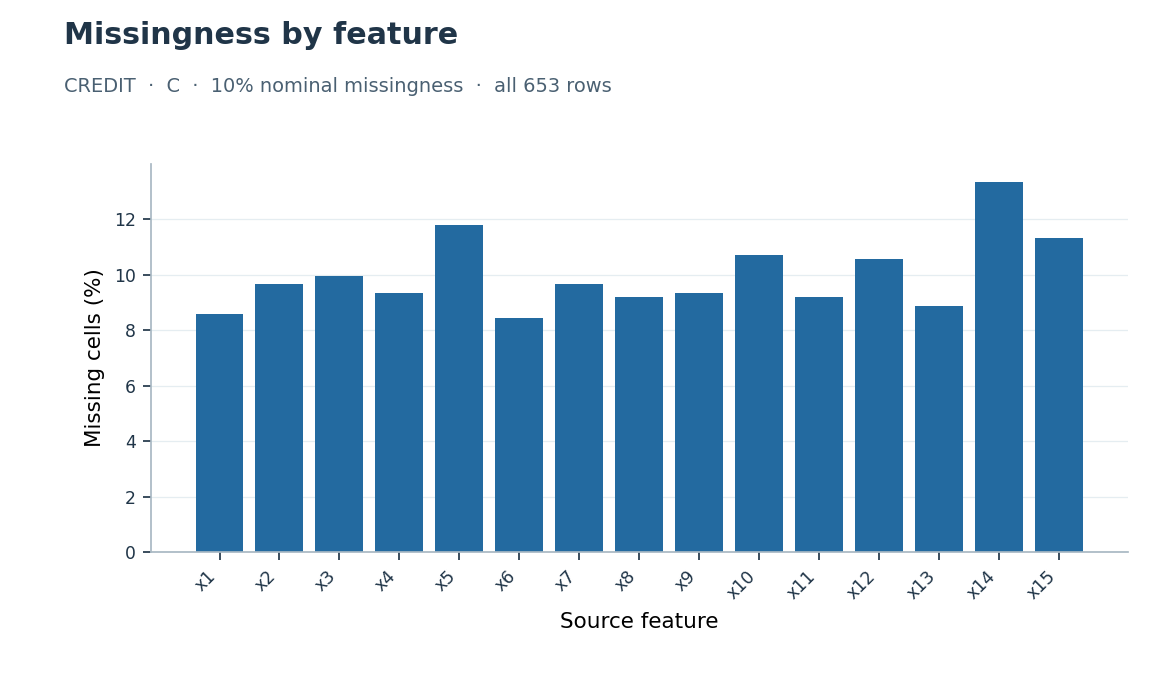 Missingness by feature
CREDIT · C · 10% nominal missingness · all 653 rows
Missing cells (%)
12
10
8
6
4
2
0
x1 x2 x3 x4 x5 x6 x7 x8 x9 x10 x11 x12 x13 x14 x15
Source feature